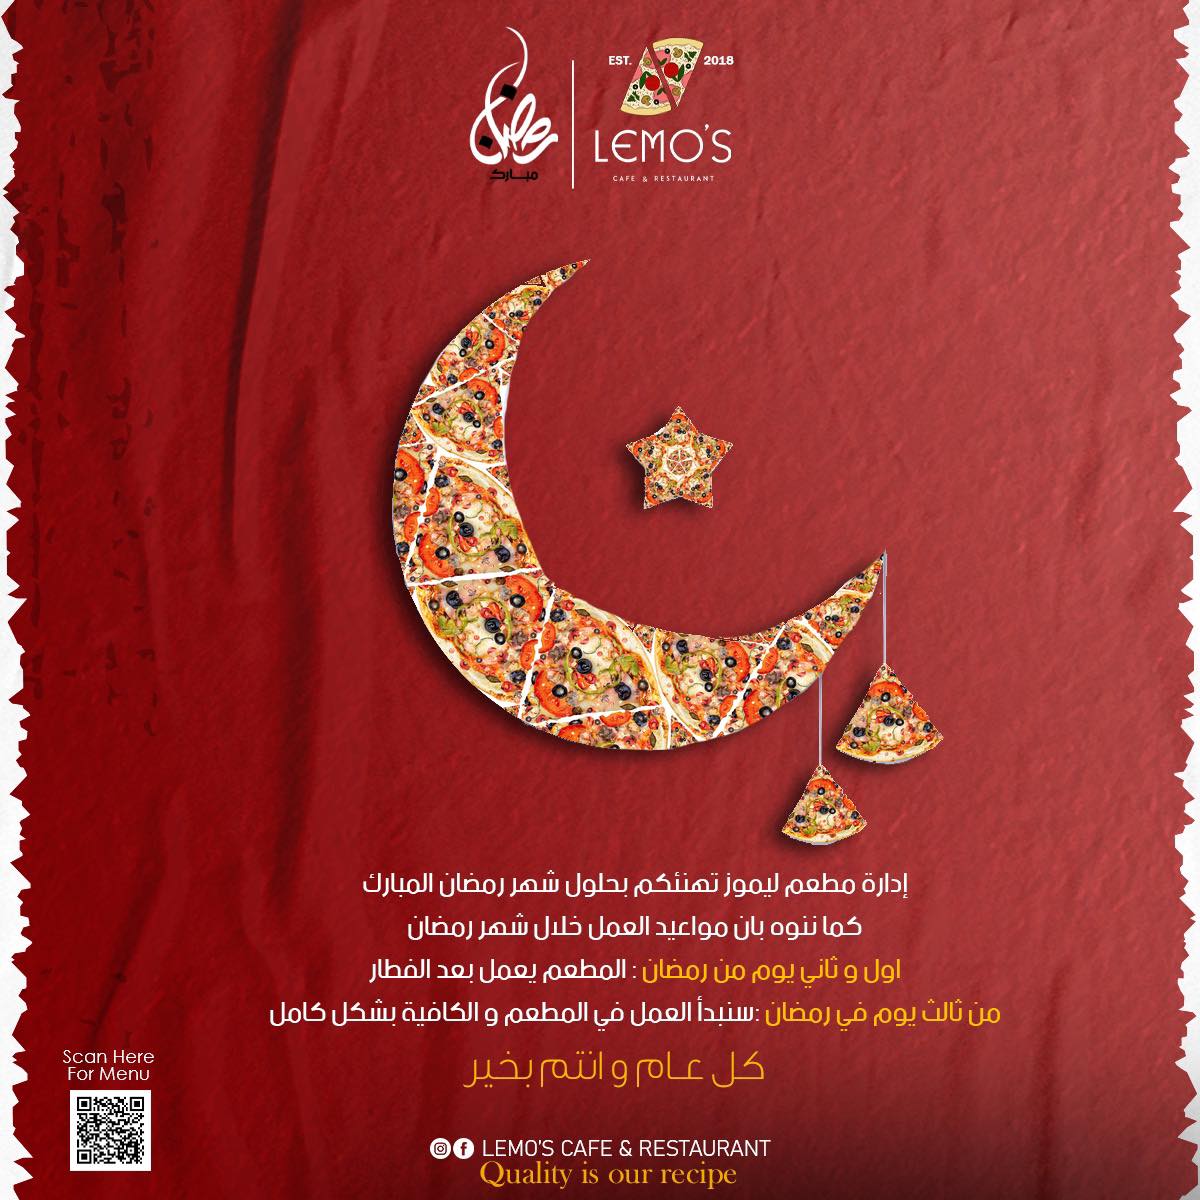 رمضان
مبارك
EST. 2018
LEMO'S
CAFE & RESTAURANT
إدارة مطعم ليموز تهنئكم بحلول شهر رمضان المبارك
كما ننوه بان مواعيد العمل خلال شهر رمضان
اول و ثاني يوم من رمضان : المطعم يعمل بعد الفطار
من ثالث يوم في رمضان :سنبدأ العمل في المطعم و الكافية بشكل كامل
كل عام و انتم بخير
Scan Here
For Menu
LEMO'S CAFE & RESTAURANT
Quality is our recipe